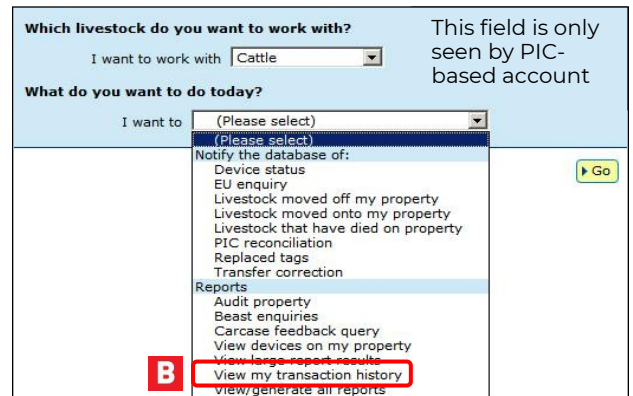 Which livestock do you want to work with?
This field is only
seen by PIC-
based account
I want to work with Cattle
What do you want to do today?
I want to (Please select)
(Please select)
Notify the database of:
Device status
EU enquiry
Livestock moved off my property
Livestock moved onto my property
Livestock that have died on property
PIC reconciliation
Replaced tags
Transfer correction
Reports
Audit property
Beast enquiries
Carcase feedback query
View devices on my property
View large report results
View my transaction history
View/generate all reports
Go
B